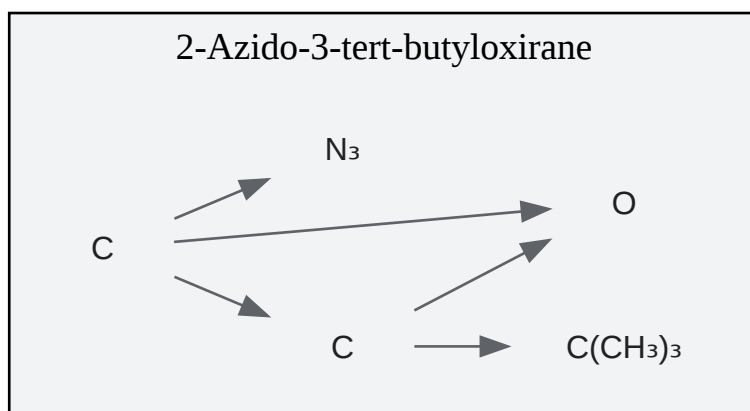 2-Azido-3-tert-butyloxirane
N₃
O
C
C
C(CH₃)₃